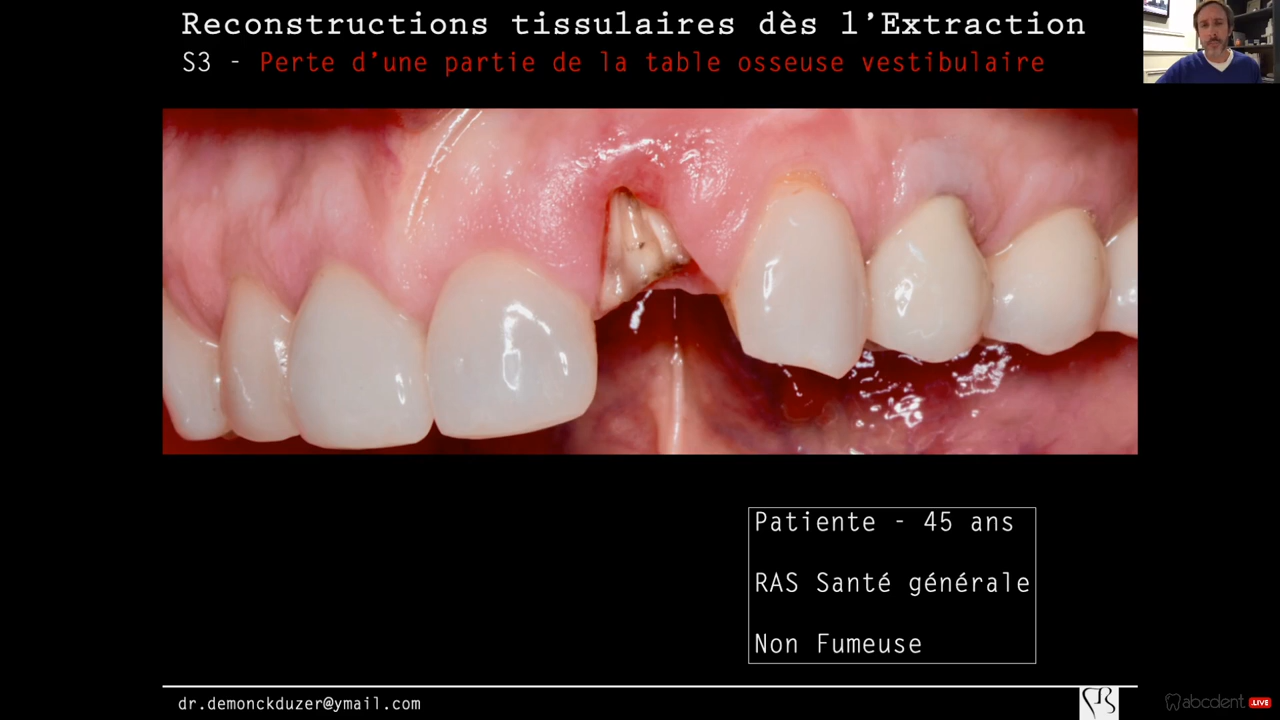 Reconstructions tissulaires dès l'Extraction
S3 - Perte d'une partie de la table osseuse vestibulaire
Patiente - 45 ans
RAS Santé générale
Non Fumeuse
dr.demonckduzer@ymail.com
abcdent LIVE